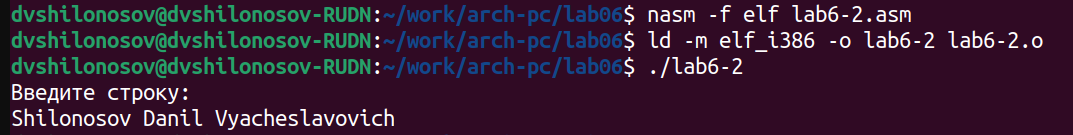 dvshilonosov@dvshilonosov-RUDN:~/work/arch-pc/lab06$ nasm -f elf lab6-2.asm
dvshilonosov@dvshilonosov-RUDN:~/work/arch-pc/lab06$ ld -m elf_i386 -o lab6-2 lab6-2.o
dvshilonosov@dvshilonosov-RUDN:~/work/arch-pc/lab06$ ./lab6-2
Введите строку:
Shilonosov Danil Vyacheslavovich